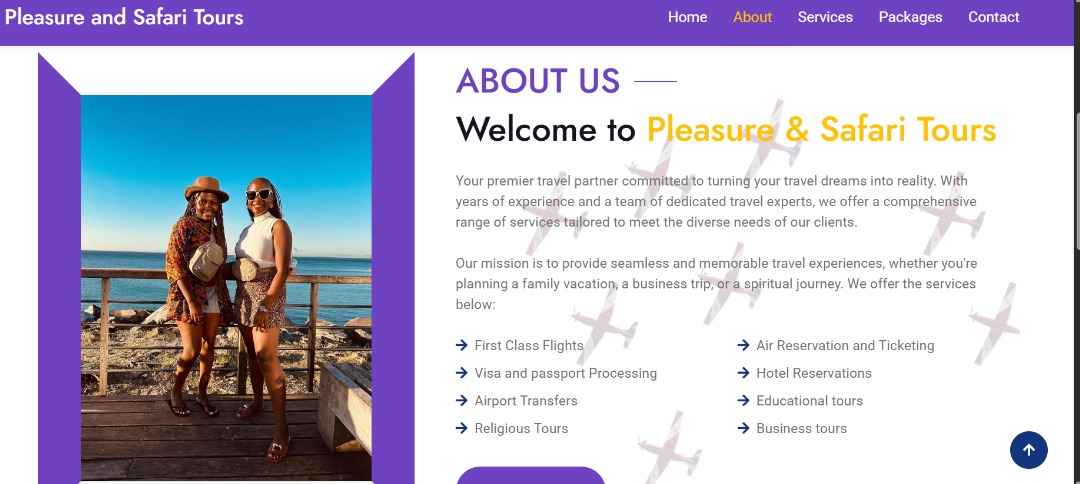 Pleasure and Safari Tours
Home About Services Packages Contact
ABOUT US
Welcome to Pleasure & Safari Tours
Your premier travel partner committed to turning your travel dreams into reality. With
years of experience and a team of dedicated travel experts, we offer a comprehensive
range of services tailored to meet the diverse needs of our clients.
Our mission is to provide seamless and memorable travel experiences, whether you're
planning a family vacation, a business trip, or a spiritual journey. We offer the services
below:
First Class Flights
Air Reservation and Ticketing
Visa and passport Processing
Hotel Reservations
Airport Transfers
Educational tours
Religious Tours
Business tours